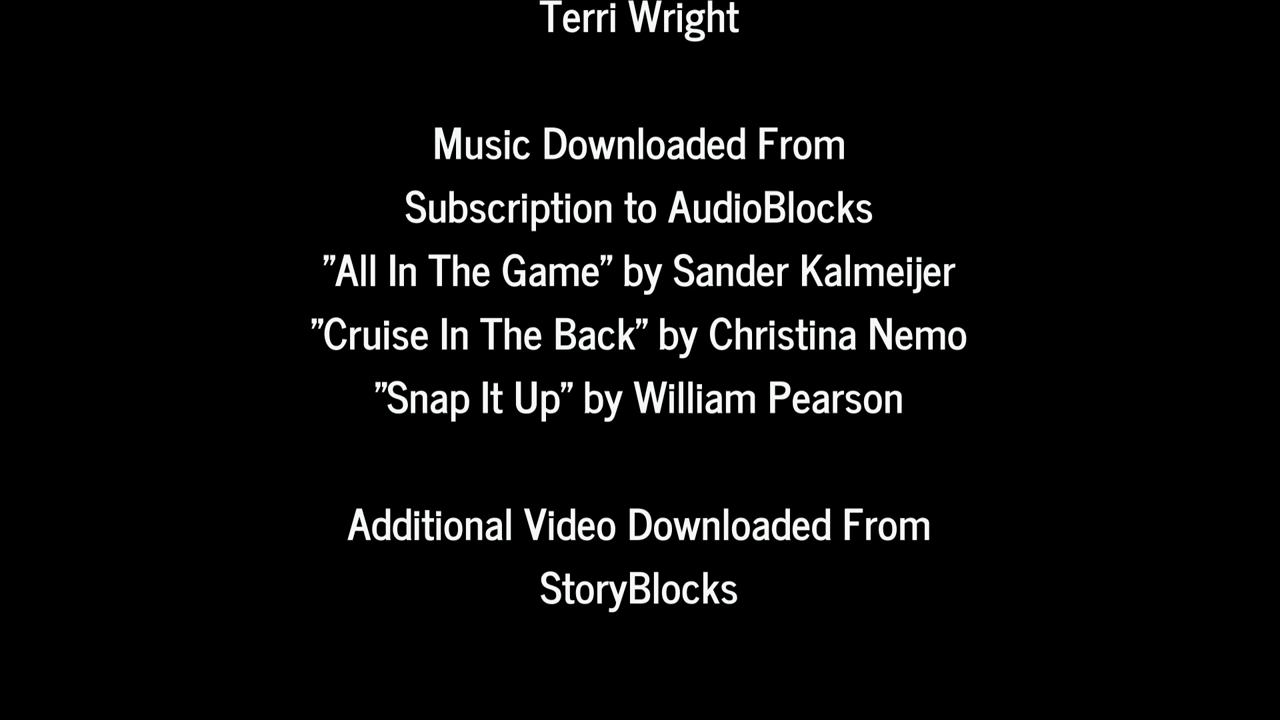 Terri Wright
Music Downloaded From
Subscription to AudioBlocks
”All In The Game” by Sander Kalmeijer
”Cruise In The Back” by Christina Nemo
”Snap It Up” by William Pearson
Additional Video Downloaded From
StoryBlocks